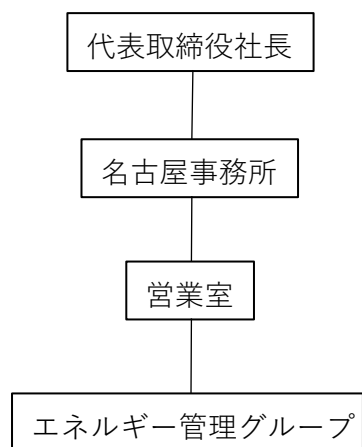 代表取締役社長
名古屋事務所
営業室
エネルギー管理グループ